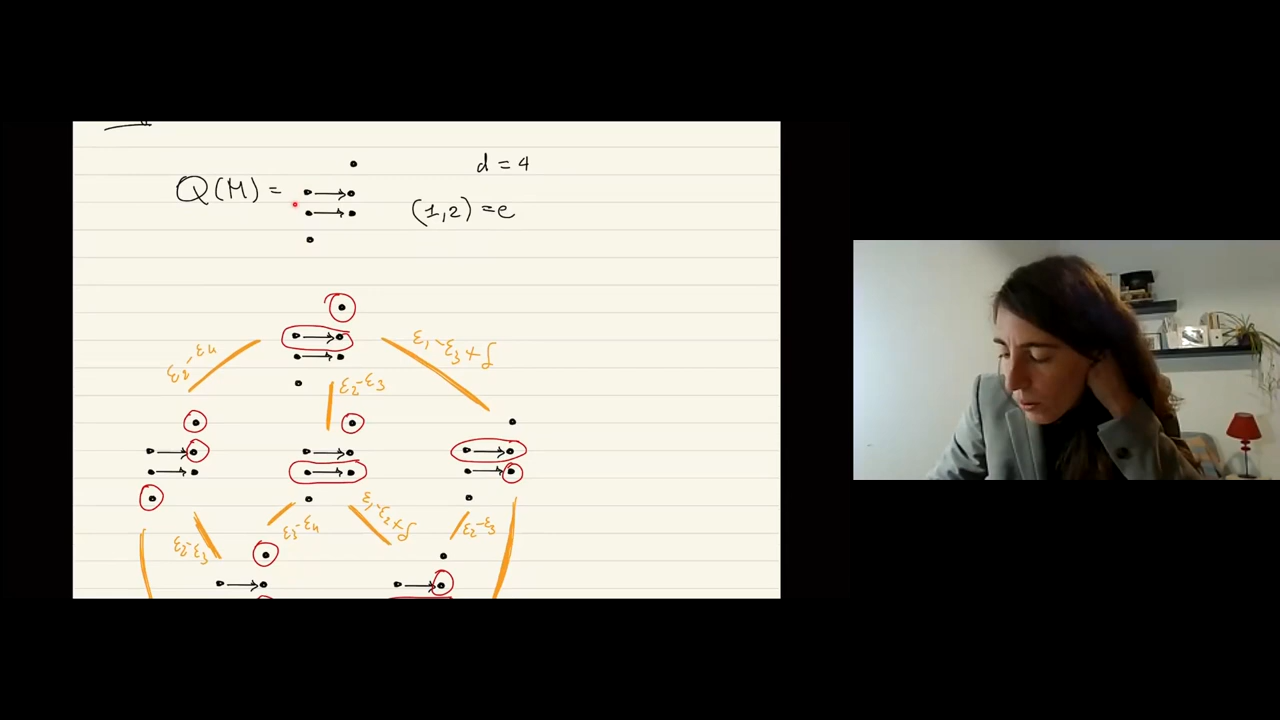 d = 4
Q(M) =
(1,2) = e
ε₂-ε₄
ε₂-ε₃
ε₁-ε₃+δ
ε₂-ε₃
ε₃-ε₄
ε₁-ε₂+δ
ε₂-ε₃